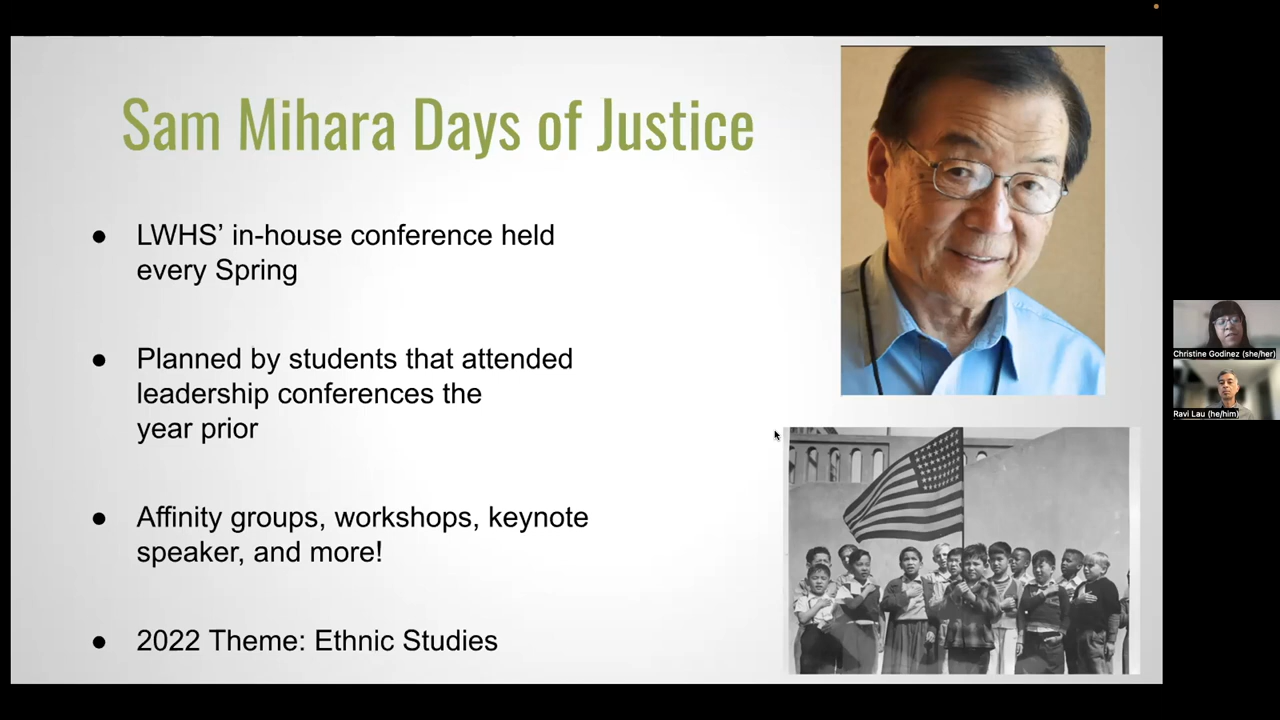 Sam Mihara Days of Justice
● LWHS’ in-house conference held
every Spring
● Planned by students that attended
leadership conferences the
year prior
● Affinity groups, workshops, keynote
speaker, and more!
● 2022 Theme: Ethnic Studies
Christine Godinez (she/her)
Ravi Lau (he/him)